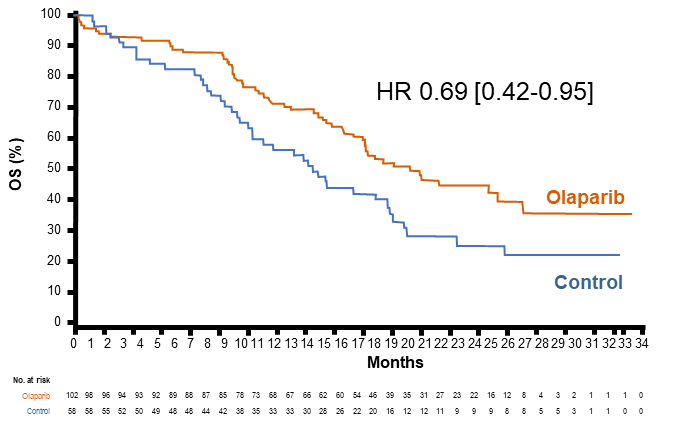 100
90
80
70
60
50
40
30
20
10
0
OS (%)
HR 0.69 [0.42-0.95]
Olaparib
Control
0 1 2 3 4 5 6 7 8 9 10 11 12 13 14 15 16 17 19 20 21 22 23 24 25 26 27 28 29 30 31 32 33 34
Months
No. at risk
Olaparib 102 98 96 94 93 92 89 88 87 85 78 73 68 67 66 62 60 54 46 39 35 31 27 23 22 16 12 8 4 3 2 1 1 1 0
Control 58 58 55 52 50 49 48 48 44 42 38 35 33 33 30 28 26 22 20 16 12 12 11 9 9 9 8 8 5 5 3 1 1 0 0